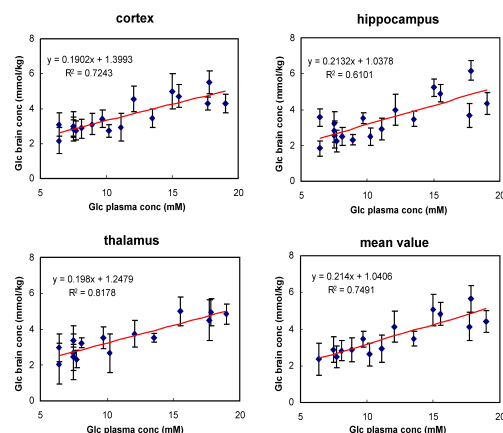 cortex
8
y = 0.1902x + 1.3993
R² = 0.7243
6
4
2
0
5
10
15
20
Glc brain conc (mmol/kg)
Glc plasma conc (mM)
hippocampus
8
y = 0.2132x + 1.0378
R² = 0.6101
6
4
2
0
5
10
15
20
Glc brain conc (mmol/kg)
Glc plasma conc (mM)
thalamus
8
y = 0.198x + 1.2479
R² = 0.8178
6
4
2
0
5
10
15
20
Glc brain conc (mmol/kg)
Glc plasma conc (mM)
mean value
8
y = 0.214x + 1.0406
R² = 0.7491
6
4
2
0
5
10
15
20
Glc brain conc (mmol/kg)
Glc plasma conc (mM)